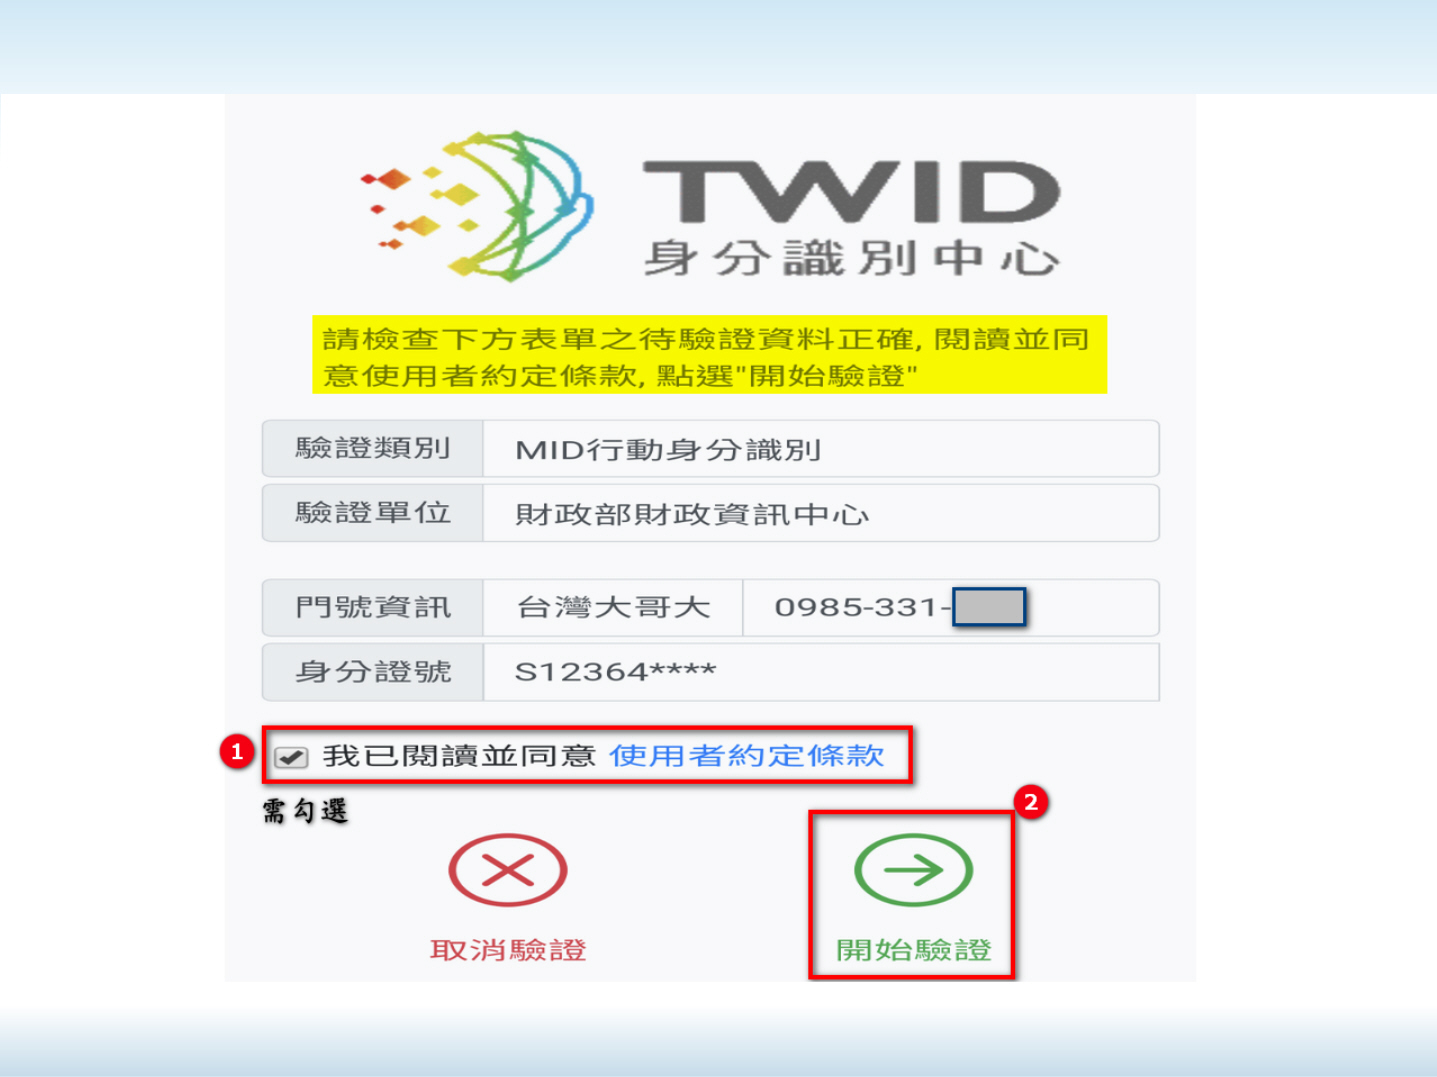 TWID
身分識別中心
請檢查下方表單之待驗證資料正確, 閱讀並同
意使用者約定條款, 點選"開始驗證"
驗證類別 MID行動身分識別
驗證單位 財政部財政資訊中心
門號資訊 台灣大哥大 0985-331-
身分證號 S12364****
1 我已閱讀並同意 使用者約定條款
需勾選
2
取消驗證 開始驗證